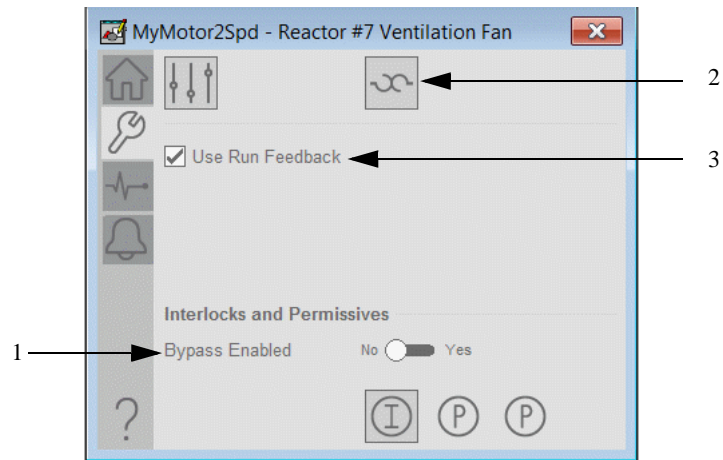 MyMotor2Spd - Reactor #7 Ventilation Fan
2
Use Run Feedback
3
Interlocks and Permissives
1
Bypass Enabled No Yes
? I P P